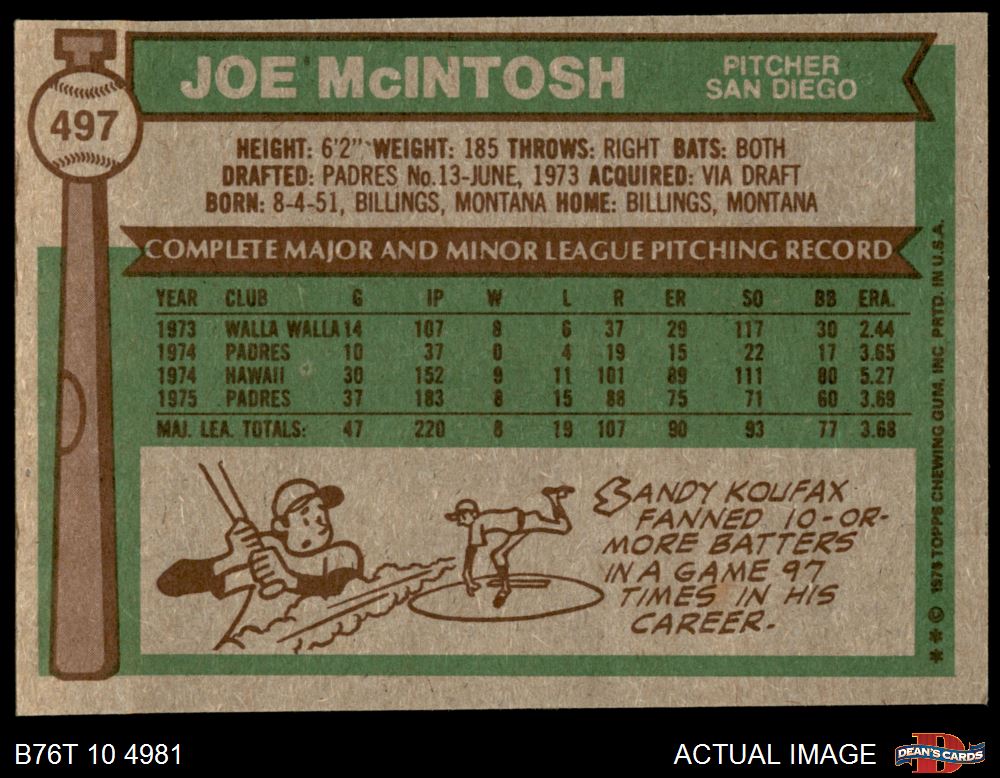 497
JOE McINTOSH
PITCHER
SAN DIEGO
HEIGHT: 6'2" WEIGHT: 185 THROWS: RIGHT BATS: BOTH
DRAFTED: PADRES No.13-JUNE, 1973 ACQUIRED: VIA DRAFT
BORN: 8-4-51, BILLINGS, MONTANA HOME: BILLINGS, MONTANA
COMPLETE MAJOR AND MINOR LEAGUE PITCHING RECORD
YEAR CLUB G IP W L R ER SO BB ERA.
1973 WALLA WALLA 14 107 8 6 37 29 117 30 2.44
1974 PADRES 10 37 0 4 19 15 22 17 3.65
1974 HAWAII 30 152 9 11 101 89 111 80 5.27
1975 PADRES 37 183 8 15 88 75 71 60 3.69
MAJ. LEA. TOTALS: 47 220 8 19 107 90 93 77 3.68
SANDY KOUFAX
FANNED 10-OR-
MORE BATTERS
IN A GAME 97
TIMES IN HIS
CAREER.
** © 1976 TOPPS CHEWING GUM, INC. PRTD. IN U.S.A.
B76T 10 4981
ACTUAL IMAGE
DEAN'S CARDS